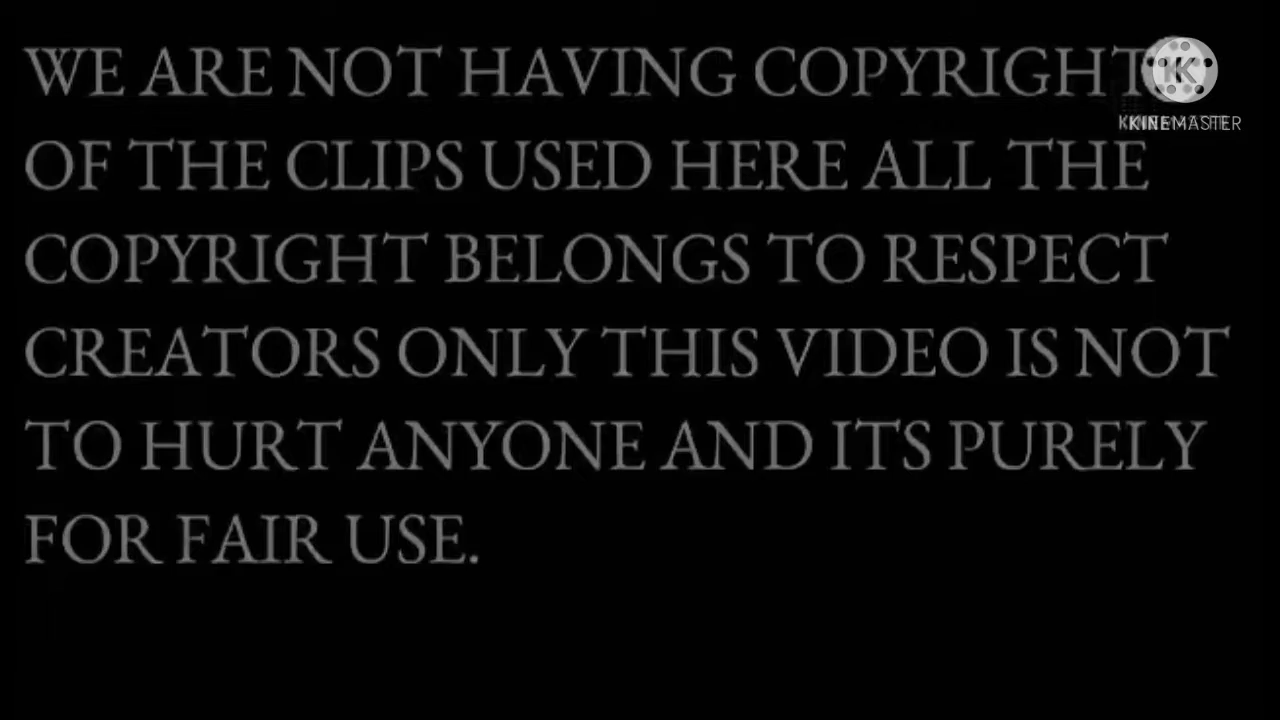 WE ARE NOT HAVING COPYRIGHT
OF THE CLIPS USED HERE ALL THE
COPYRIGHT BELONGS TO RESPECT
CREATORS ONLY THIS VIDEO IS NOT
TO HURT ANYONE AND ITS PURELY
FOR FAIR USE.
K
KINEMASTER